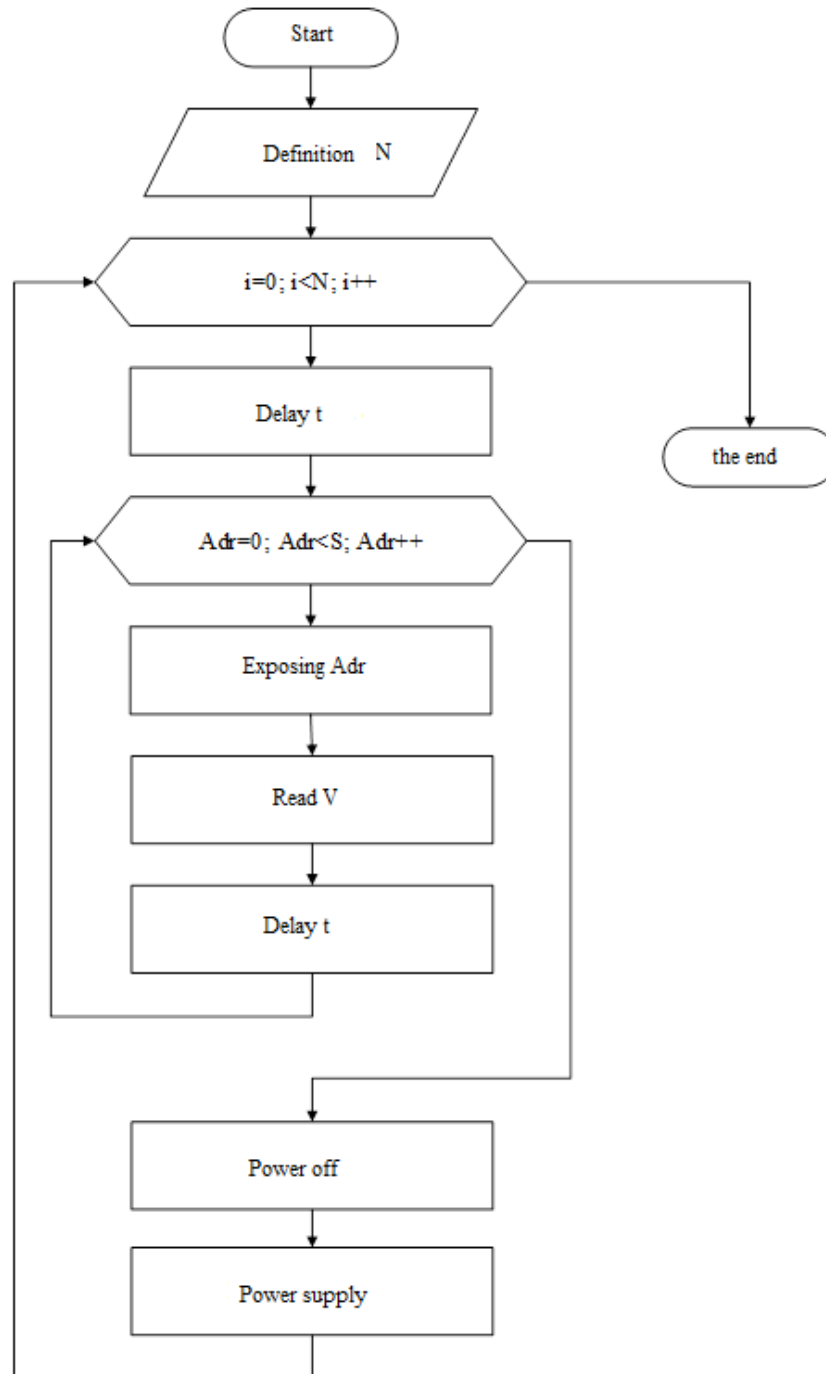 Start
Definition N
i=0; i<N; i++
Delay t
the end
Adr=0; Adr<S; Adr++
Exposing Adr
Read V
Delay t
Power off
Power supply